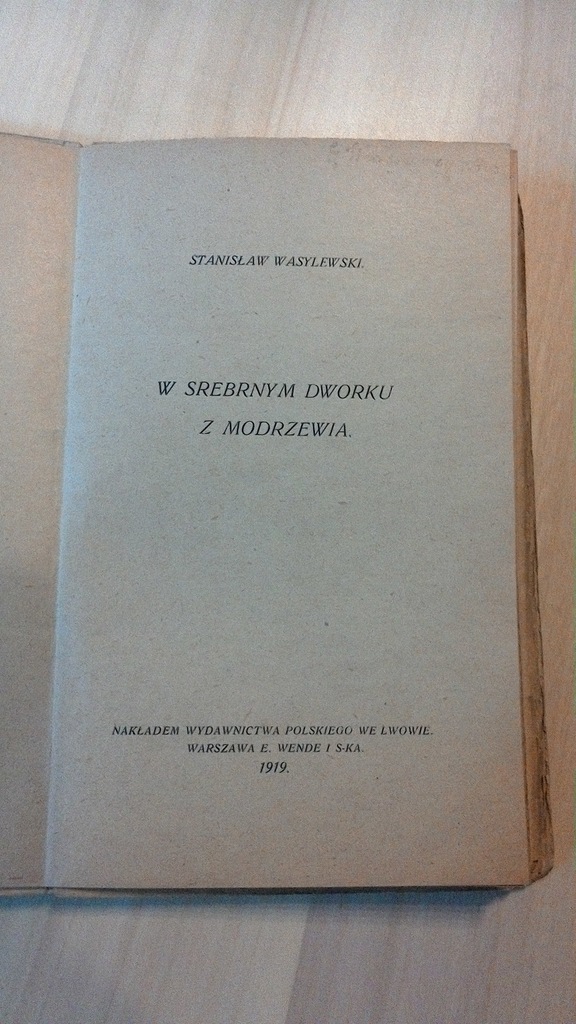 STANISŁAW WASYLEWSKI.
W SREBRNYM DWORKU
Z MODRZEWIA.
NAKŁADEM WYDAWNICTWA POLSKIEGO WE LWOWIE.
WARSZAWA E. WENDE I S-KA.
1919.